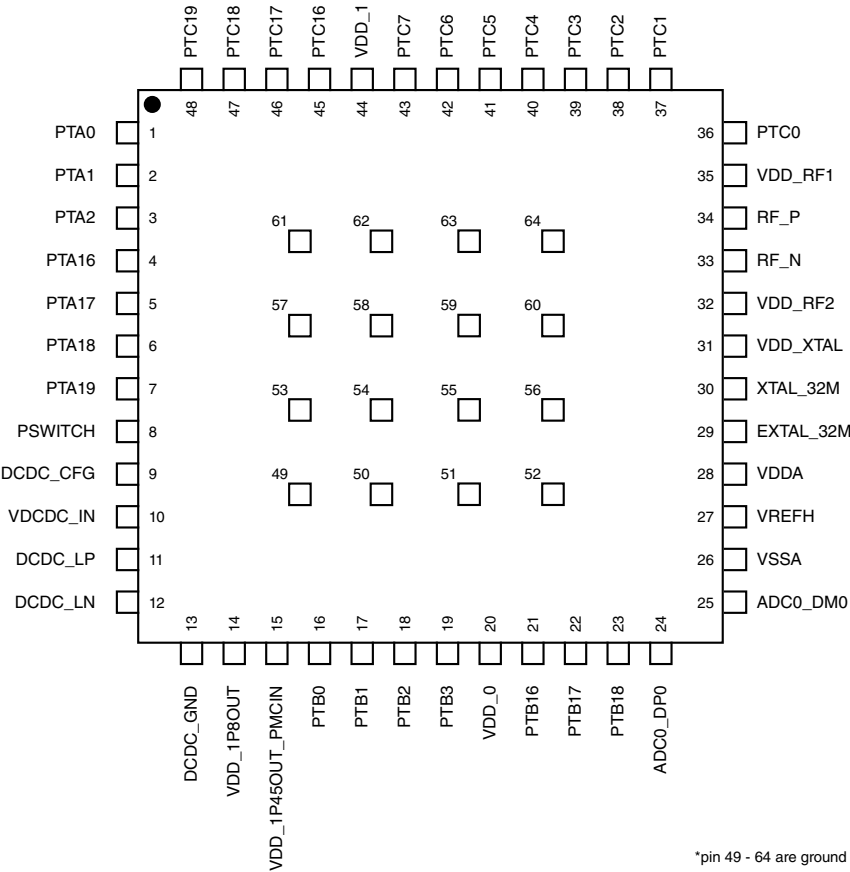 PTC19
PTC18
PTC17
PTC16
VDD_1
PTC7
PTC6
PTC5
PTC4
PTC3
PTC2
PTC1
48
47
46
45
44
43
42
41
40
39
38
37
PTA0 1
PTA1 2
PTA2 3
PTA16 4
PTA17 5
PTA18 6
PTA19 7
PSWITCH 8
DCDC_CFG 9
VDCDC_IN 10
DCDC_LP 11
DCDC_LN 12
61 62 63 64
57 58 59 60
53 54 55 56
49 50 51 52
36 PTC0
35 VDD_RF1
34 RF_P
33 RF_N
32 VDD_RF2
31 VDD_XTAL
30 XTAL_32M
29 EXTAL_32M
28 VDDA
27 VREFH
26 VSSA
25 ADC0_DM0
13
14
15
16
17
18
19
20
21
22
23
24
DCDC_GND
VDD_1P8OUT
VDD_1P45OUT_PMCIN
PTB0
PTB1
PTB2
PTB3
VDD_0
PTB16
PTB17
PTB18
ADC0_DP0
*pin 49 - 64 are ground